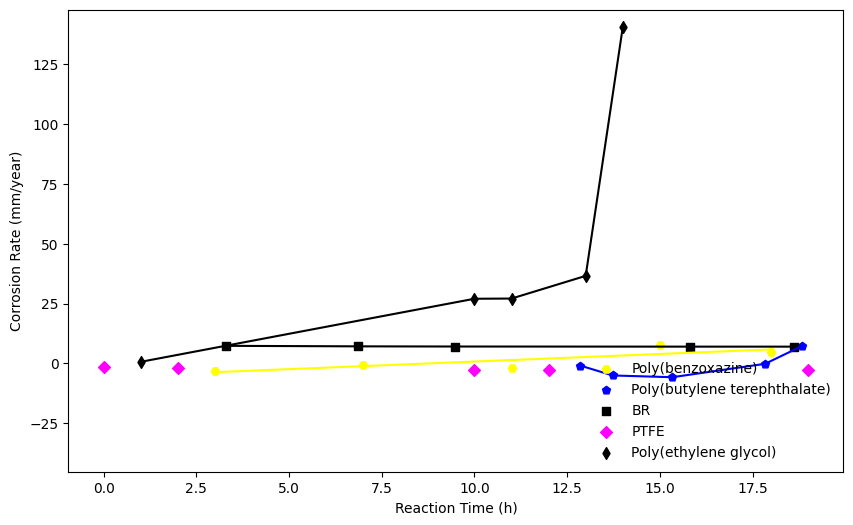 125
100
75
50
25
0
−25
Corrosion Rate (mm/year)
Poly(benzoxazine)
Poly(butylene terephthalate)
BR
PTFE
Poly(ethylene glycol)
0.0 2.5 5.0 7.5 10.0 12.5 15.0 17.5
Reaction Time (h)